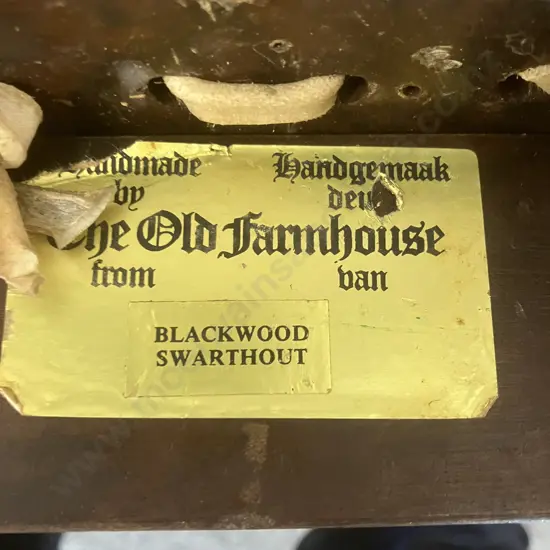 Handmade Handgemaak
by deur
The Old Farmhouse
from van
BLACKWOOD
SWARTHOUT